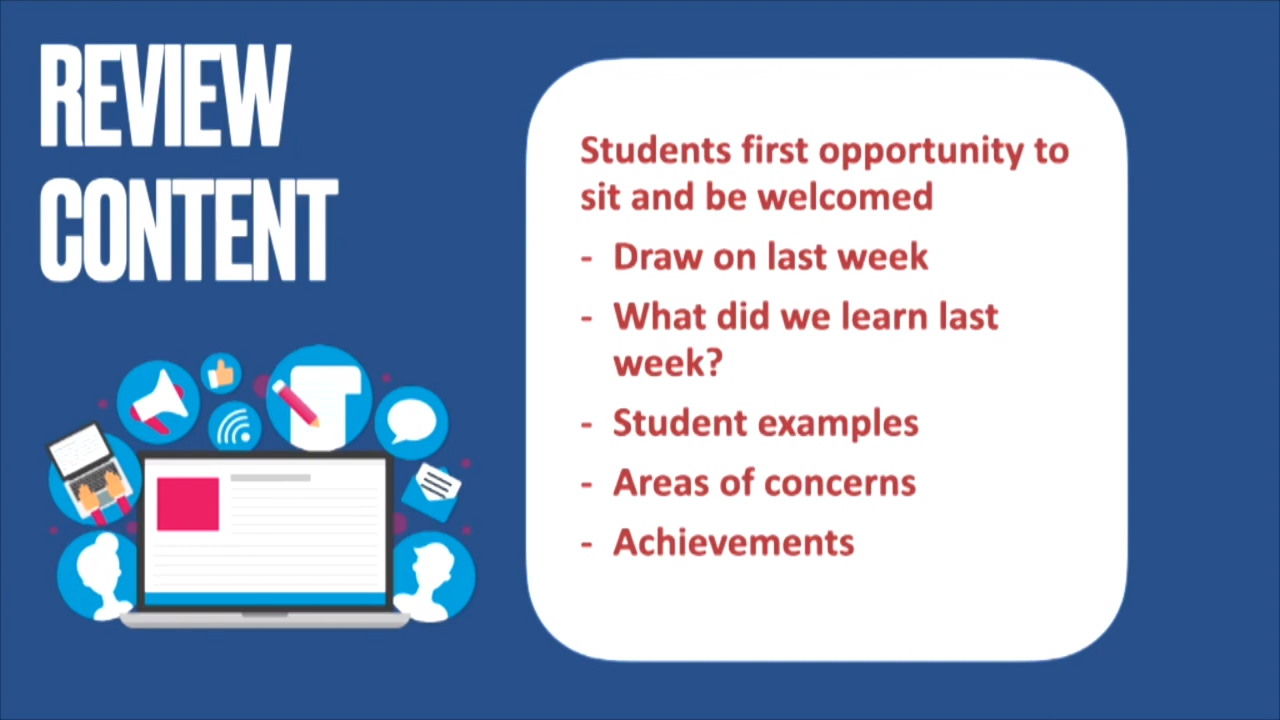 REVIEW
CONTENT
Students first opportunity to
sit and be welcomed
- Draw on last week
- What did we learn last
week?
- Student examples
- Areas of concerns
- Achievements